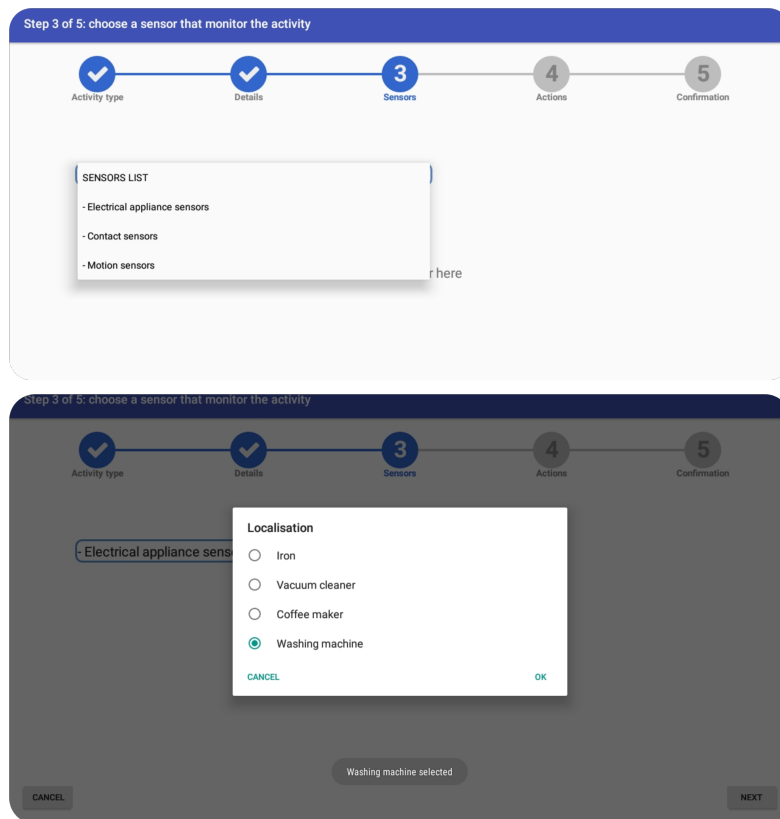 Step 3 of 5: choose a sensor that monitor the activity
3 4 5
Activity type Details Sensors Actions Confirmation
SENSORS LIST
- Electrical appliance sensors
- Contact sensors
- Motion sensors
r here
Step 3 of 5: choose a sensor that monitor the activity
3 4 5
Activity type Details Sensors Actions Confirmation
Localisation
- Electrical appliance sens
Iron
Vacuum cleaner
Coffee maker
Washing machine
CANCEL OK
Washing machine selected
CANCEL NEXT